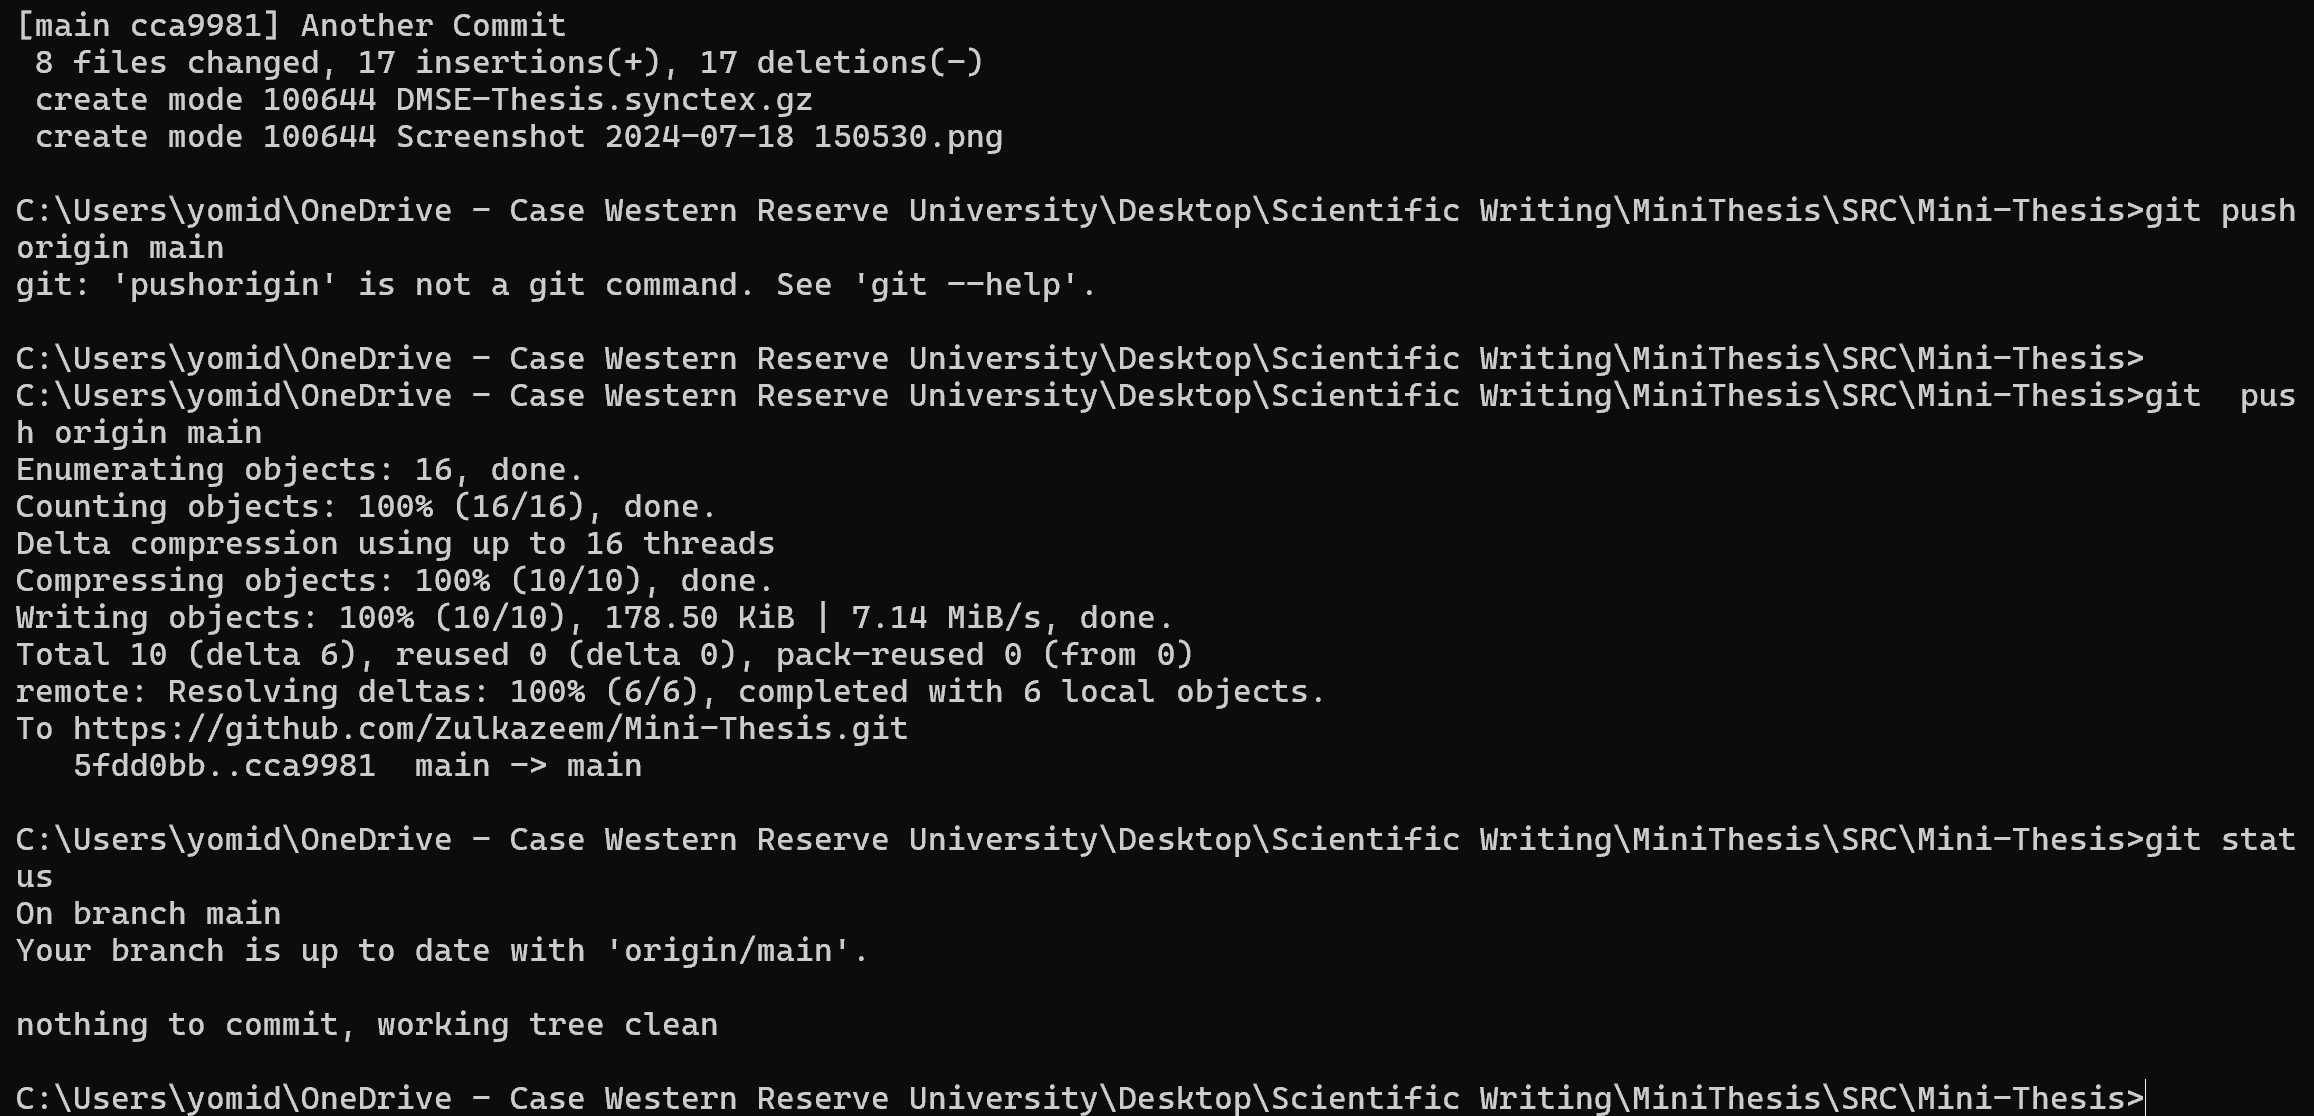 [main cca9981] Another Commit
 8 files changed, 17 insertions(+), 17 deletions(-)
 create mode 100644 DMSE-Thesis.synctex.gz
 create mode 100644 Screenshot 2024-07-18 150530.png

C:\Users\yomid\OneDrive - Case Western Reserve University\Desktop\Scientific Writing\MiniThesis\SRC\Mini-Thesis>git push
origin main
git: 'pushorigin' is not a git command. See 'git --help'.

C:\Users\yomid\OneDrive - Case Western Reserve University\Desktop\Scientific Writing\MiniThesis\SRC\Mini-Thesis>
C:\Users\yomid\OneDrive - Case Western Reserve University\Desktop\Scientific Writing\MiniThesis\SRC\Mini-Thesis>git  pus
h origin main
Enumerating objects: 16, done.
Counting objects: 100% (16/16), done.
Delta compression using up to 16 threads
Compressing objects: 100% (10/10), done.
Writing objects: 100% (10/10), 178.50 KiB | 7.14 MiB/s, done.
Total 10 (delta 6), reused 0 (delta 0), pack-reused 0 (from 0)
remote: Resolving deltas: 100% (6/6), completed with 6 local objects.
To https://github.com/Zulkazeem/Mini-Thesis.git
   5fdd0bb..cca9981  main -> main

C:\Users\yomid\OneDrive - Case Western Reserve University\Desktop\Scientific Writing\MiniThesis\SRC\Mini-Thesis>git stat
us
On branch main
Your branch is up to date with 'origin/main'.

nothing to commit, working tree clean

C:\Users\yomid\OneDrive - Case Western Reserve University\Desktop\Scientific Writing\MiniThesis\SRC\Mini-Thesis>